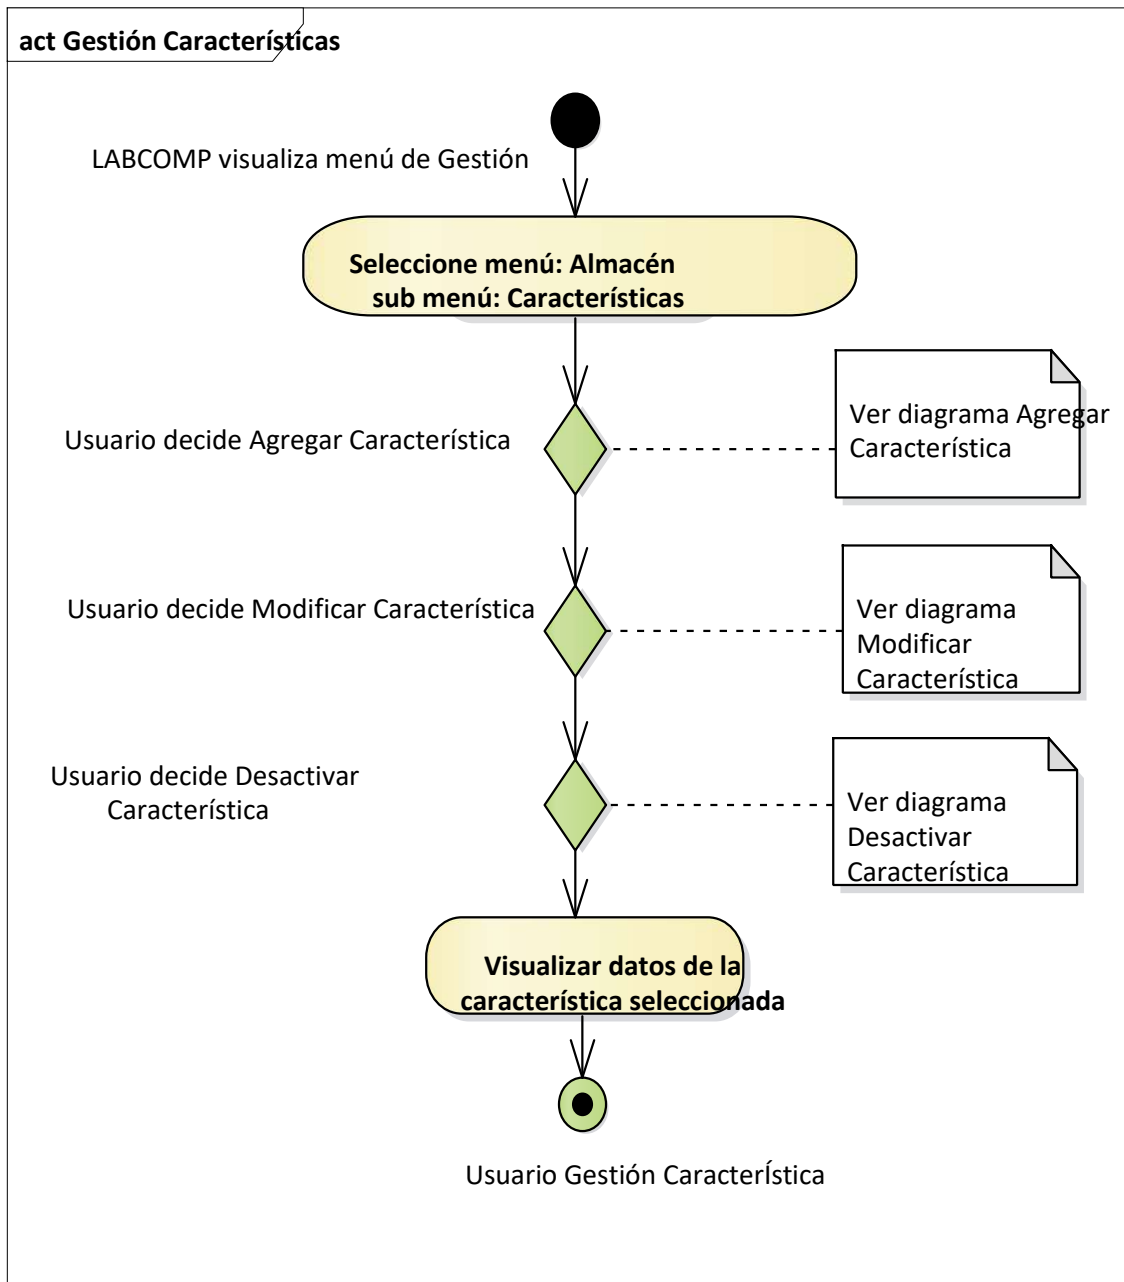 act Gestión Características
LABCOMP visualiza menú de Gestión
Seleccione menú: Almacén
sub menú: Características
Usuario decide Agregar Característica
Ver diagrama Agregar
Característica
Usuario decide Modificar Característica
Ver diagrama
Modificar
Característica
Usuario decide Desactivar
Característica
Ver diagrama
Desactivar
Característica
Visualizar datos de la
característica seleccionada
Usuario Gestión CaracterÍstica